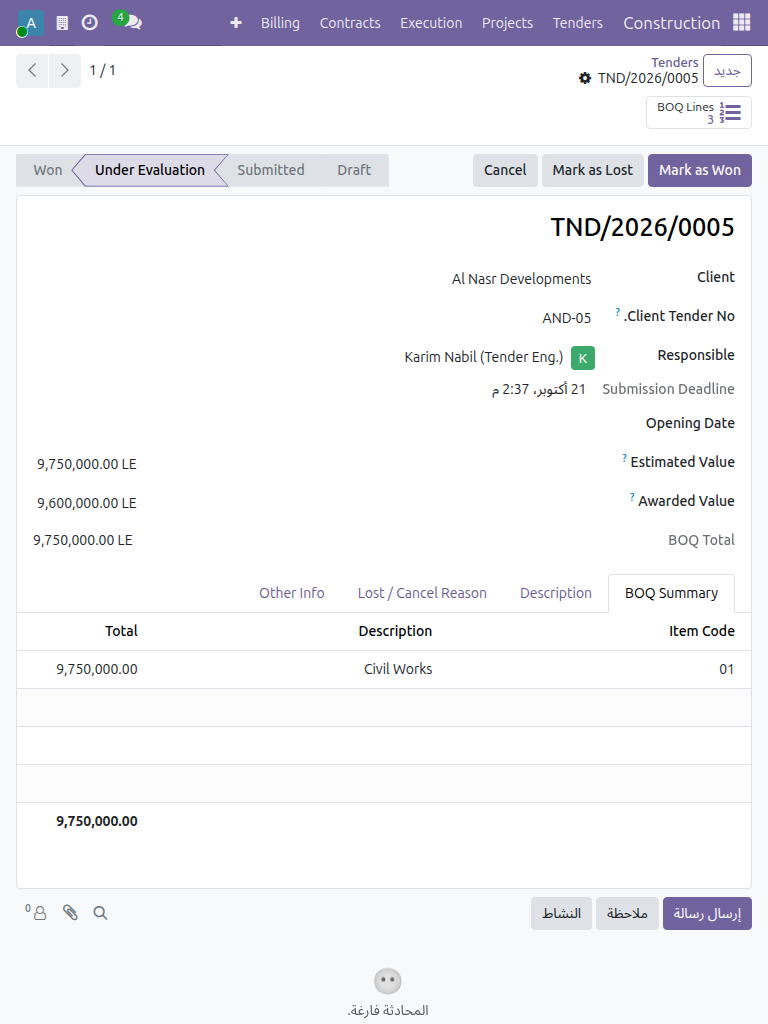 Construction Tenders Projects Execution Contracts Billing + 4 A
جديد Tenders TND/2026/0005
1 / 1
BOQ Lines 3
Mark as Won Mark as Lost Cancel
Draft Submitted Under Evaluation Won
TND/2026/0005
Client Al Nasr Developments
Client Tender No. ? AND-05
Responsible K Karim Nabil (Tender Eng.)
Submission Deadline 21 أكتوبر، 2:37 م
Opening Date
Estimated Value ? 9,750,000.00 LE
Awarded Value ? 9,600,000.00 LE
BOQ Total 9,750,000.00 LE
BOQ Summary Description Lost / Cancel Reason Other Info
Item Code Description Total
01 Civil Works 9,750,000.00
9,750,000.00
إرسال رسالة ملاحظة النشاط 0
المحادثة فارغة.